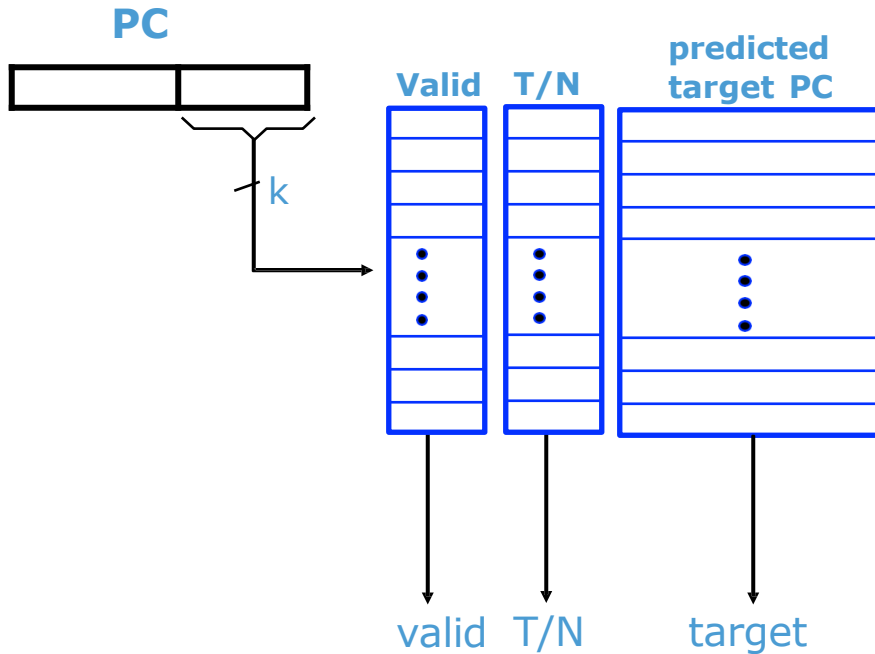 PC
Valid
T/N
predicted
target PC
k
valid
T/N
target